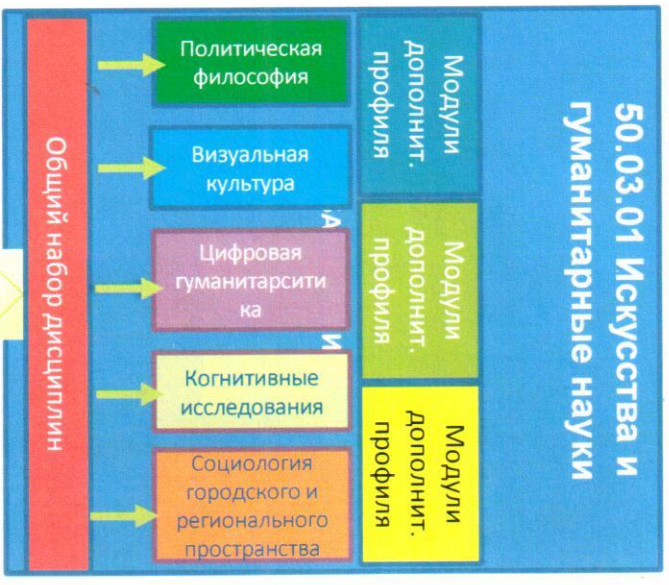 50.03.01 Искусства и
гуманитарные науки
Модули
дополнит.
профиля
Модули
дополнит.
профиля
Модули
дополнит.
профиля
Политическая
философия
Визуальная
культура
Цифровая
гуманитарсити
ка
Когнитивные
исследования
Социология
городского и
регионального
пространства
Общий набор дисциплин